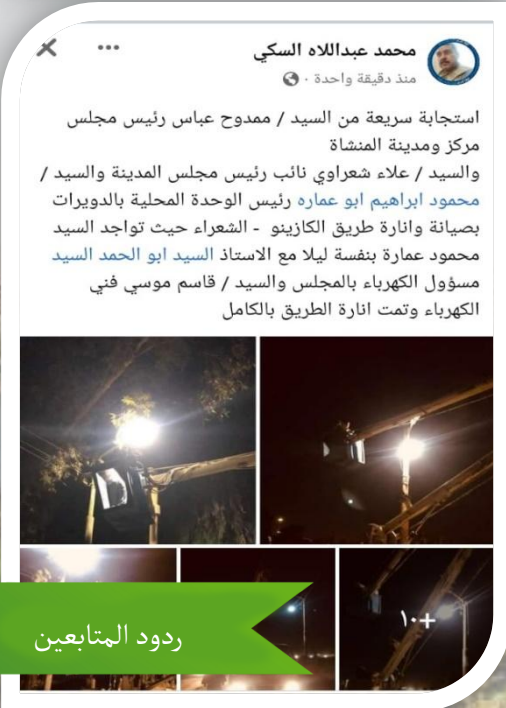 محمد عبداللاه السكي
منذ دقيقة واحدة ·
استجابة سريعة من السيد / ممدوح عباس رئيس مجلس
مركز ومدينة المنشاة
والسيد / علاء شعراوي نائب رئيس مجلس المدينة والسيد /
محمود ابراهيم ابو عماره رئيس الوحدة المحلية بالدويرات
بصيانة وانارة طريق الكازينو - الشعراء حيث تواجد السيد
محمود عمارة بنفسة ليلا مع الاستاذ السيد ابو الحمد السيد
مسؤول الكهرباء بالمجلس والسيد / قاسم موسي فني
الكهرباء وتمت انارة الطريق بالكامل
+١٠
ردود المتابعين